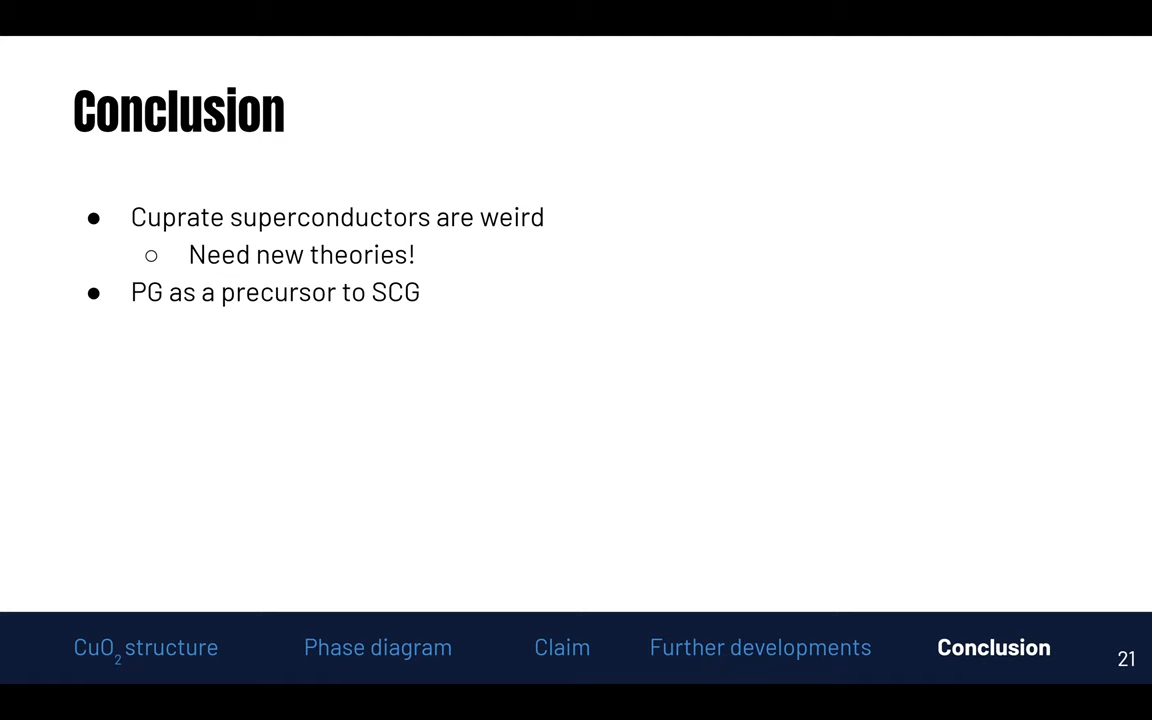 Conclusion
● Cuprate superconductors are weird
○ Need new theories!
● PG as a precursor to SCG
CuO₂ structure Phase diagram Claim Further developments Conclusion 21